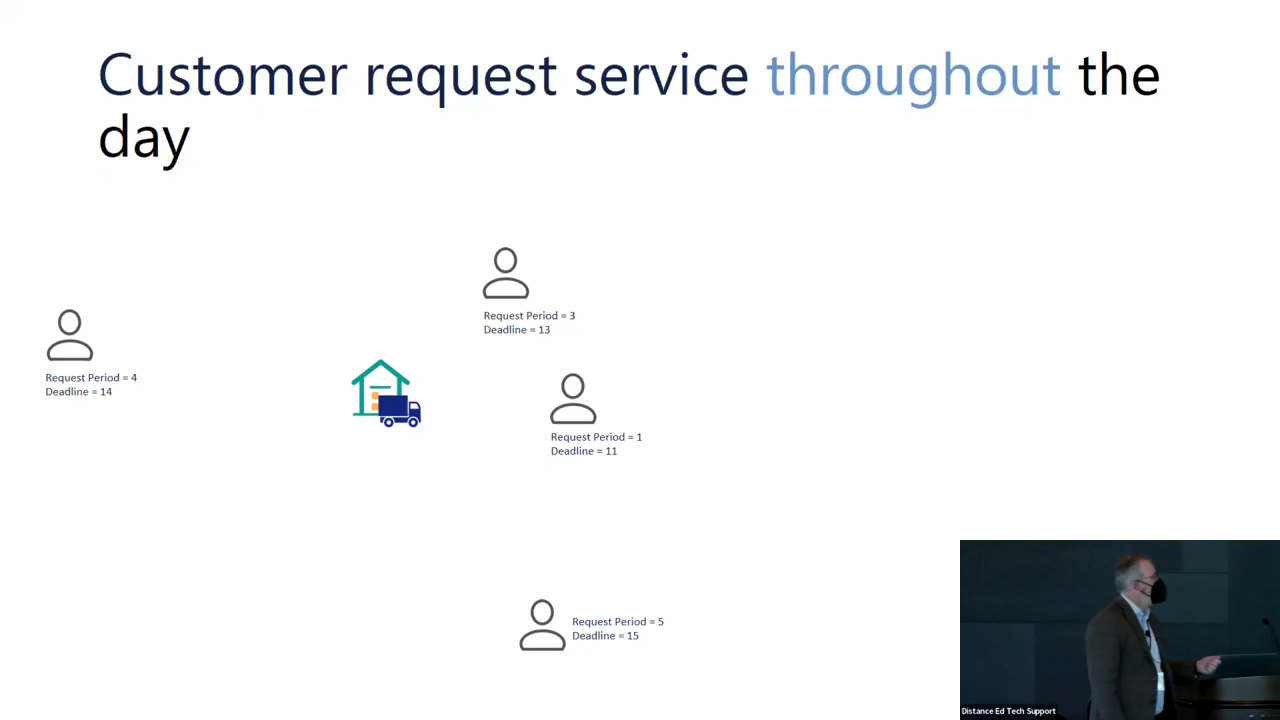 Customer request service throughout the
day
Request Period = 3
Deadline = 13
Request Period = 4
Deadline = 14
Request Period = 1
Deadline = 11
Request Period = 5
Deadline = 15
Distance Ed Tech Support